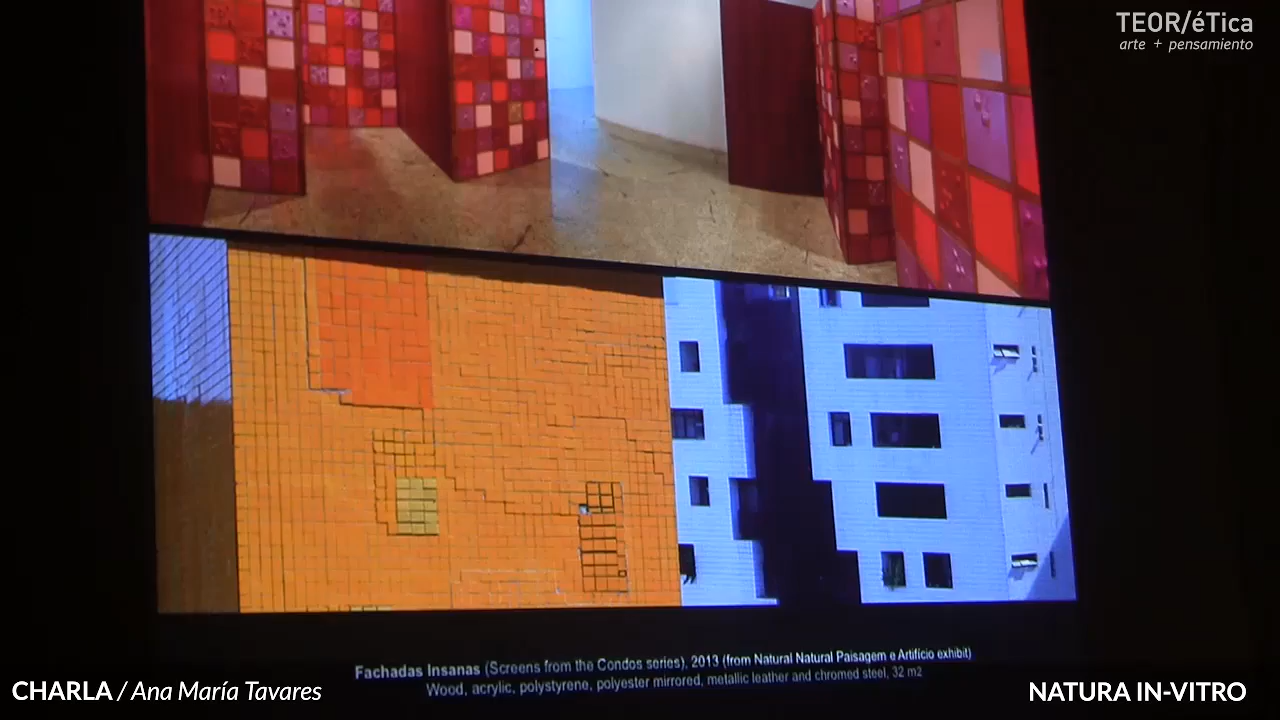 TEOR/éTica
arte + pensamiento
Fachadas Insanas (Screens from the Condos series), 2013 (from Natural Natural Paisagem e Artifício exhibit)
Wood, acrylic, polystyrene, polyester mirrored, metallic leather and chromed steel, 32 m2
CHARLA / Ana María Tavares
NATURA IN-VITRO